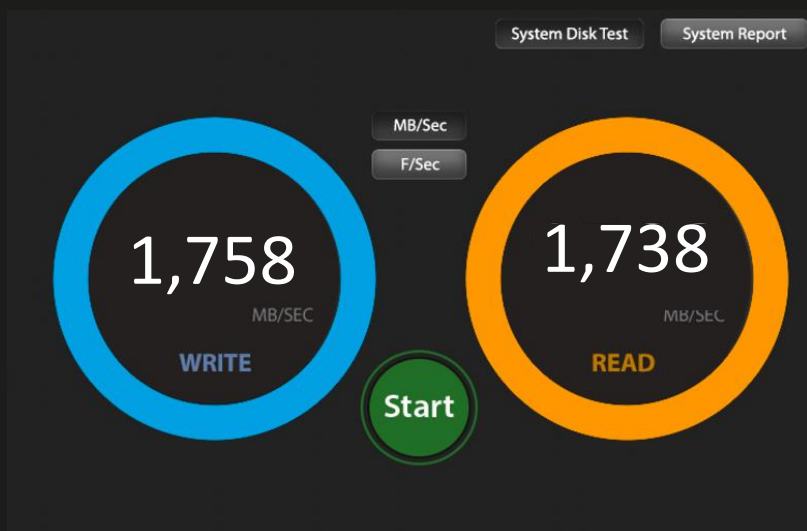 System Disk Test
System Report
MB/Sec
F/Sec
1,758
MB/SEC
WRITE
1,738
MB/SEC
READ
Start